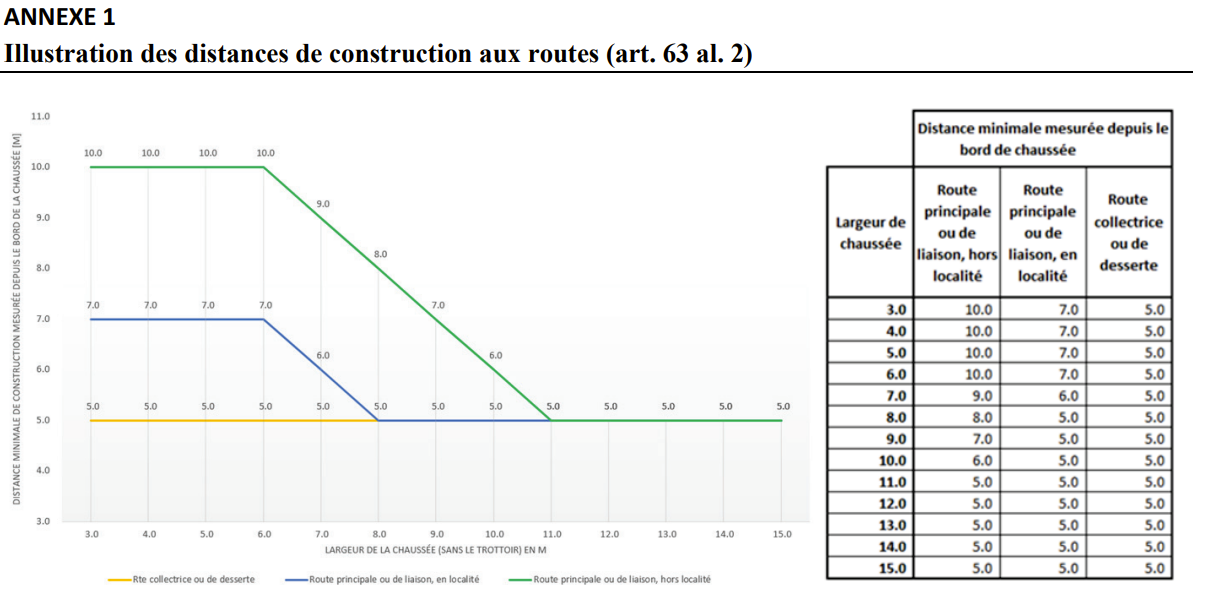 ANNEXE 1
Illustration des distances de construction aux routes (art. 63 al. 2)
DISTANCE MINIMALE DE CONSTRUCTION MESURÉE DEPUIS LE BORD DE LA CHAUSSÉE [M]
11.0
10.0
9.0
8.0
7.0
6.0
5.0
4.0
3.0
10.0 10.0 10.0 10.0
9.0
8.0
7.0
6.0
7.0 7.0 7.0 7.0
6.0
5.0 5.0 5.0 5.0 5.0 5.0 5.0 5.0 5.0 5.0 5.0 5.0 5.0
3.0 4.0 5.0 6.0 7.0 8.0 9.0 10.0 11.0 12.0 13.0 14.0 15.0
LARGEUR DE LA CHAUSSÉE (SANS LE TROTTOIR) EN M
Rte collectrice ou de desserte
Route principale ou de liaison, en localité
Route principale ou de liaison, hors localité
Distance minimale mesurée depuis le
bord de chaussée
Largeur de
chaussée
Route
principale
ou de
liaison, hors
localité
Route
principale
ou de
liaison, en
localité
Route
collectrice
ou de
desserte
3.0 10.0 7.0 5.0
4.0 10.0 7.0 5.0
5.0 10.0 7.0 5.0
6.0 10.0 7.0 5.0
7.0 9.0 6.0 5.0
8.0 8.0 5.0 5.0
9.0 7.0 5.0 5.0
10.0 6.0 5.0 5.0
11.0 5.0 5.0 5.0
12.0 5.0 5.0 5.0
13.0 5.0 5.0 5.0
14.0 5.0 5.0 5.0
15.0 5.0 5.0 5.0